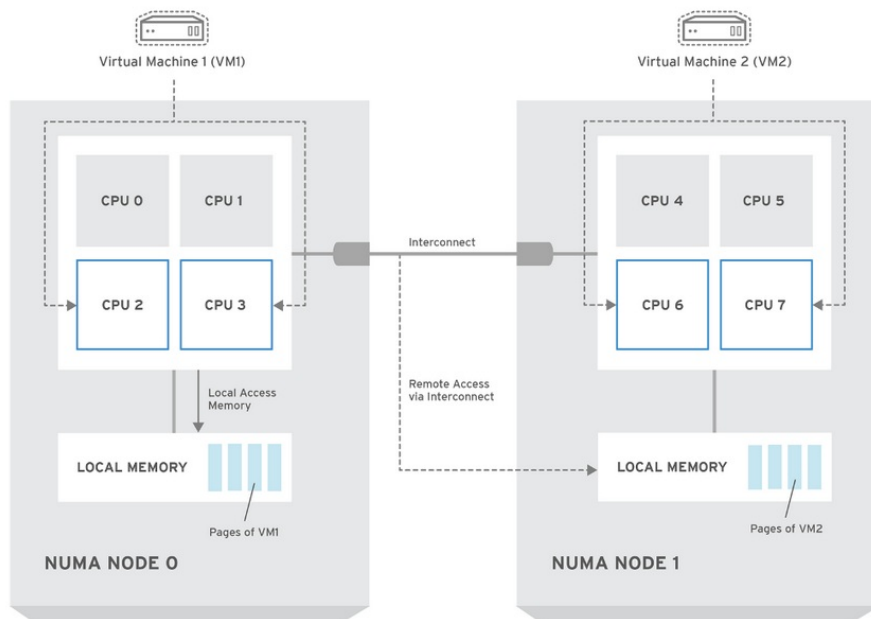 Virtual Machine 1 (VM1)
Virtual Machine 2 (VM2)
CPU 0
CPU 1
CPU 4
CPU 5
Interconnect
CPU 2
CPU 3
CPU 6
CPU 7
Local Access
Memory
Remote Access
via Interconnect
LOCAL MEMORY
LOCAL MEMORY
Pages of VM1
Pages of VM2
NUMA NODE 0
NUMA NODE 1